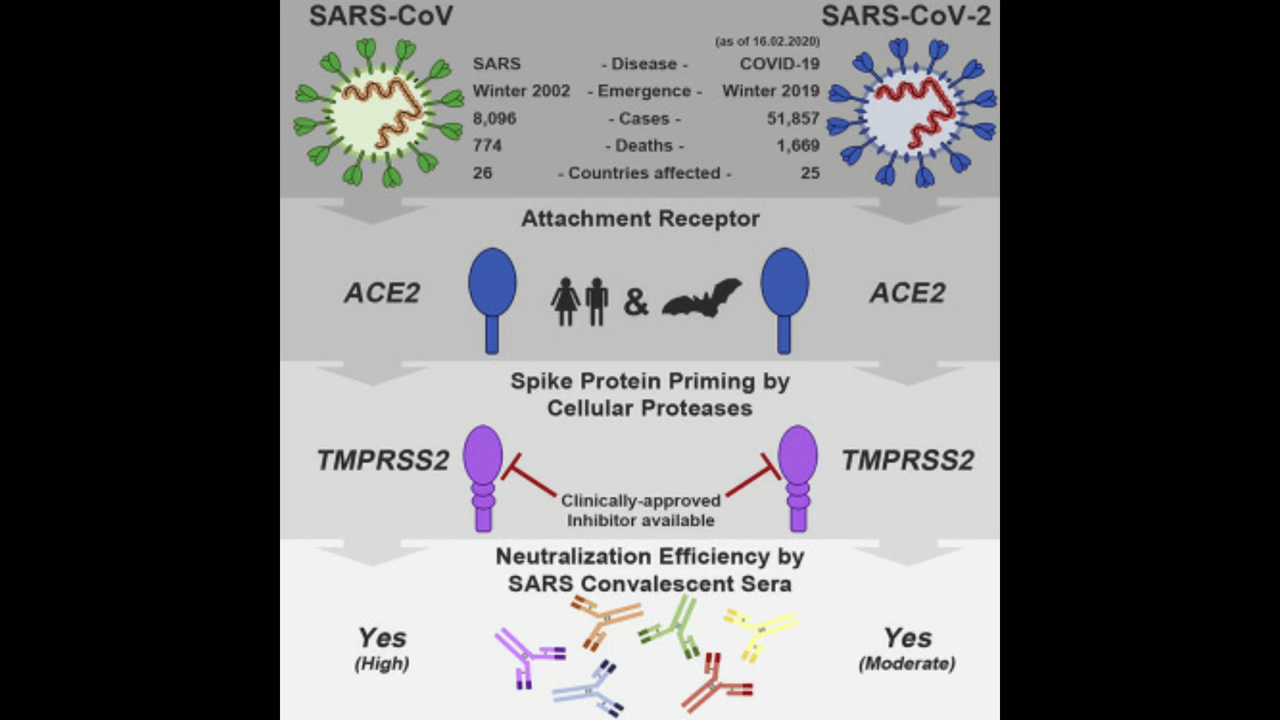 SARS-CoV
SARS-CoV-2
(as of 16.02.2020)
SARS - Disease - COVID-19
Winter 2002 - Emergence - Winter 2019
8,096 - Cases - 51,857
774 - Deaths - 1,669
26 - Countries affected - 25
Attachment Receptor
ACE2 & ACE2
Spike Protein Priming by
Cellular Proteases
TMPRSS2 TMPRSS2
Clinically-approved
Inhibitor available
Neutralization Efficiency by
SARS Convalescent Sera
Yes Yes
(High) (Moderate)